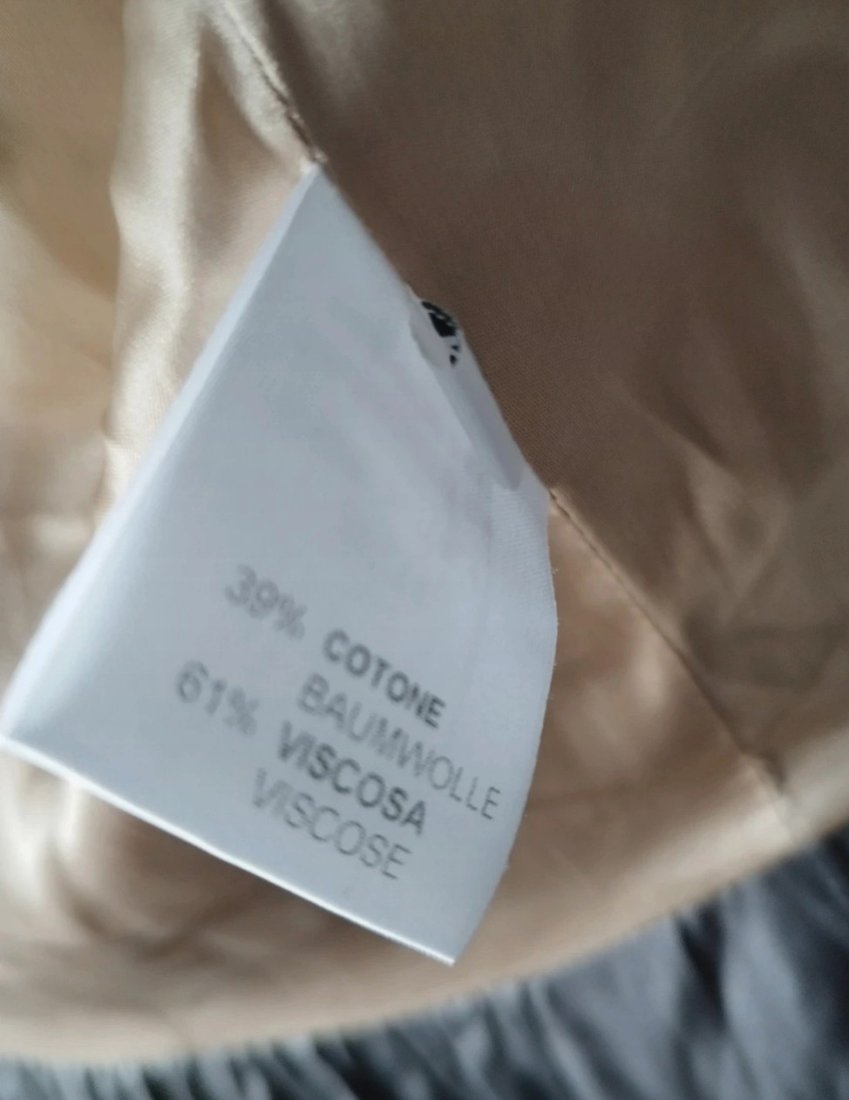 39% COTONE
BAUMWOLLE
61% VISCOSA
VISCOSE